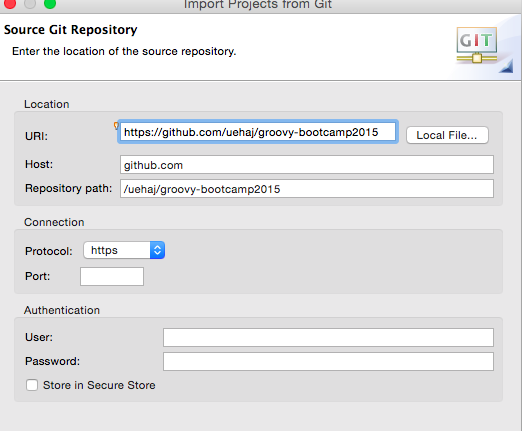 Import Projects from Git
Source Git Repository
Enter the location of the source repository.
GIT
Location
URI: https://github.com/uehaj/groovy-bootcamp2015 Local File...
Host: github.com
Repository path: /uehaj/groovy-bootcamp2015
Connection
Protocol: https
Port:
Authentication
User:
Password:
Store in Secure Store